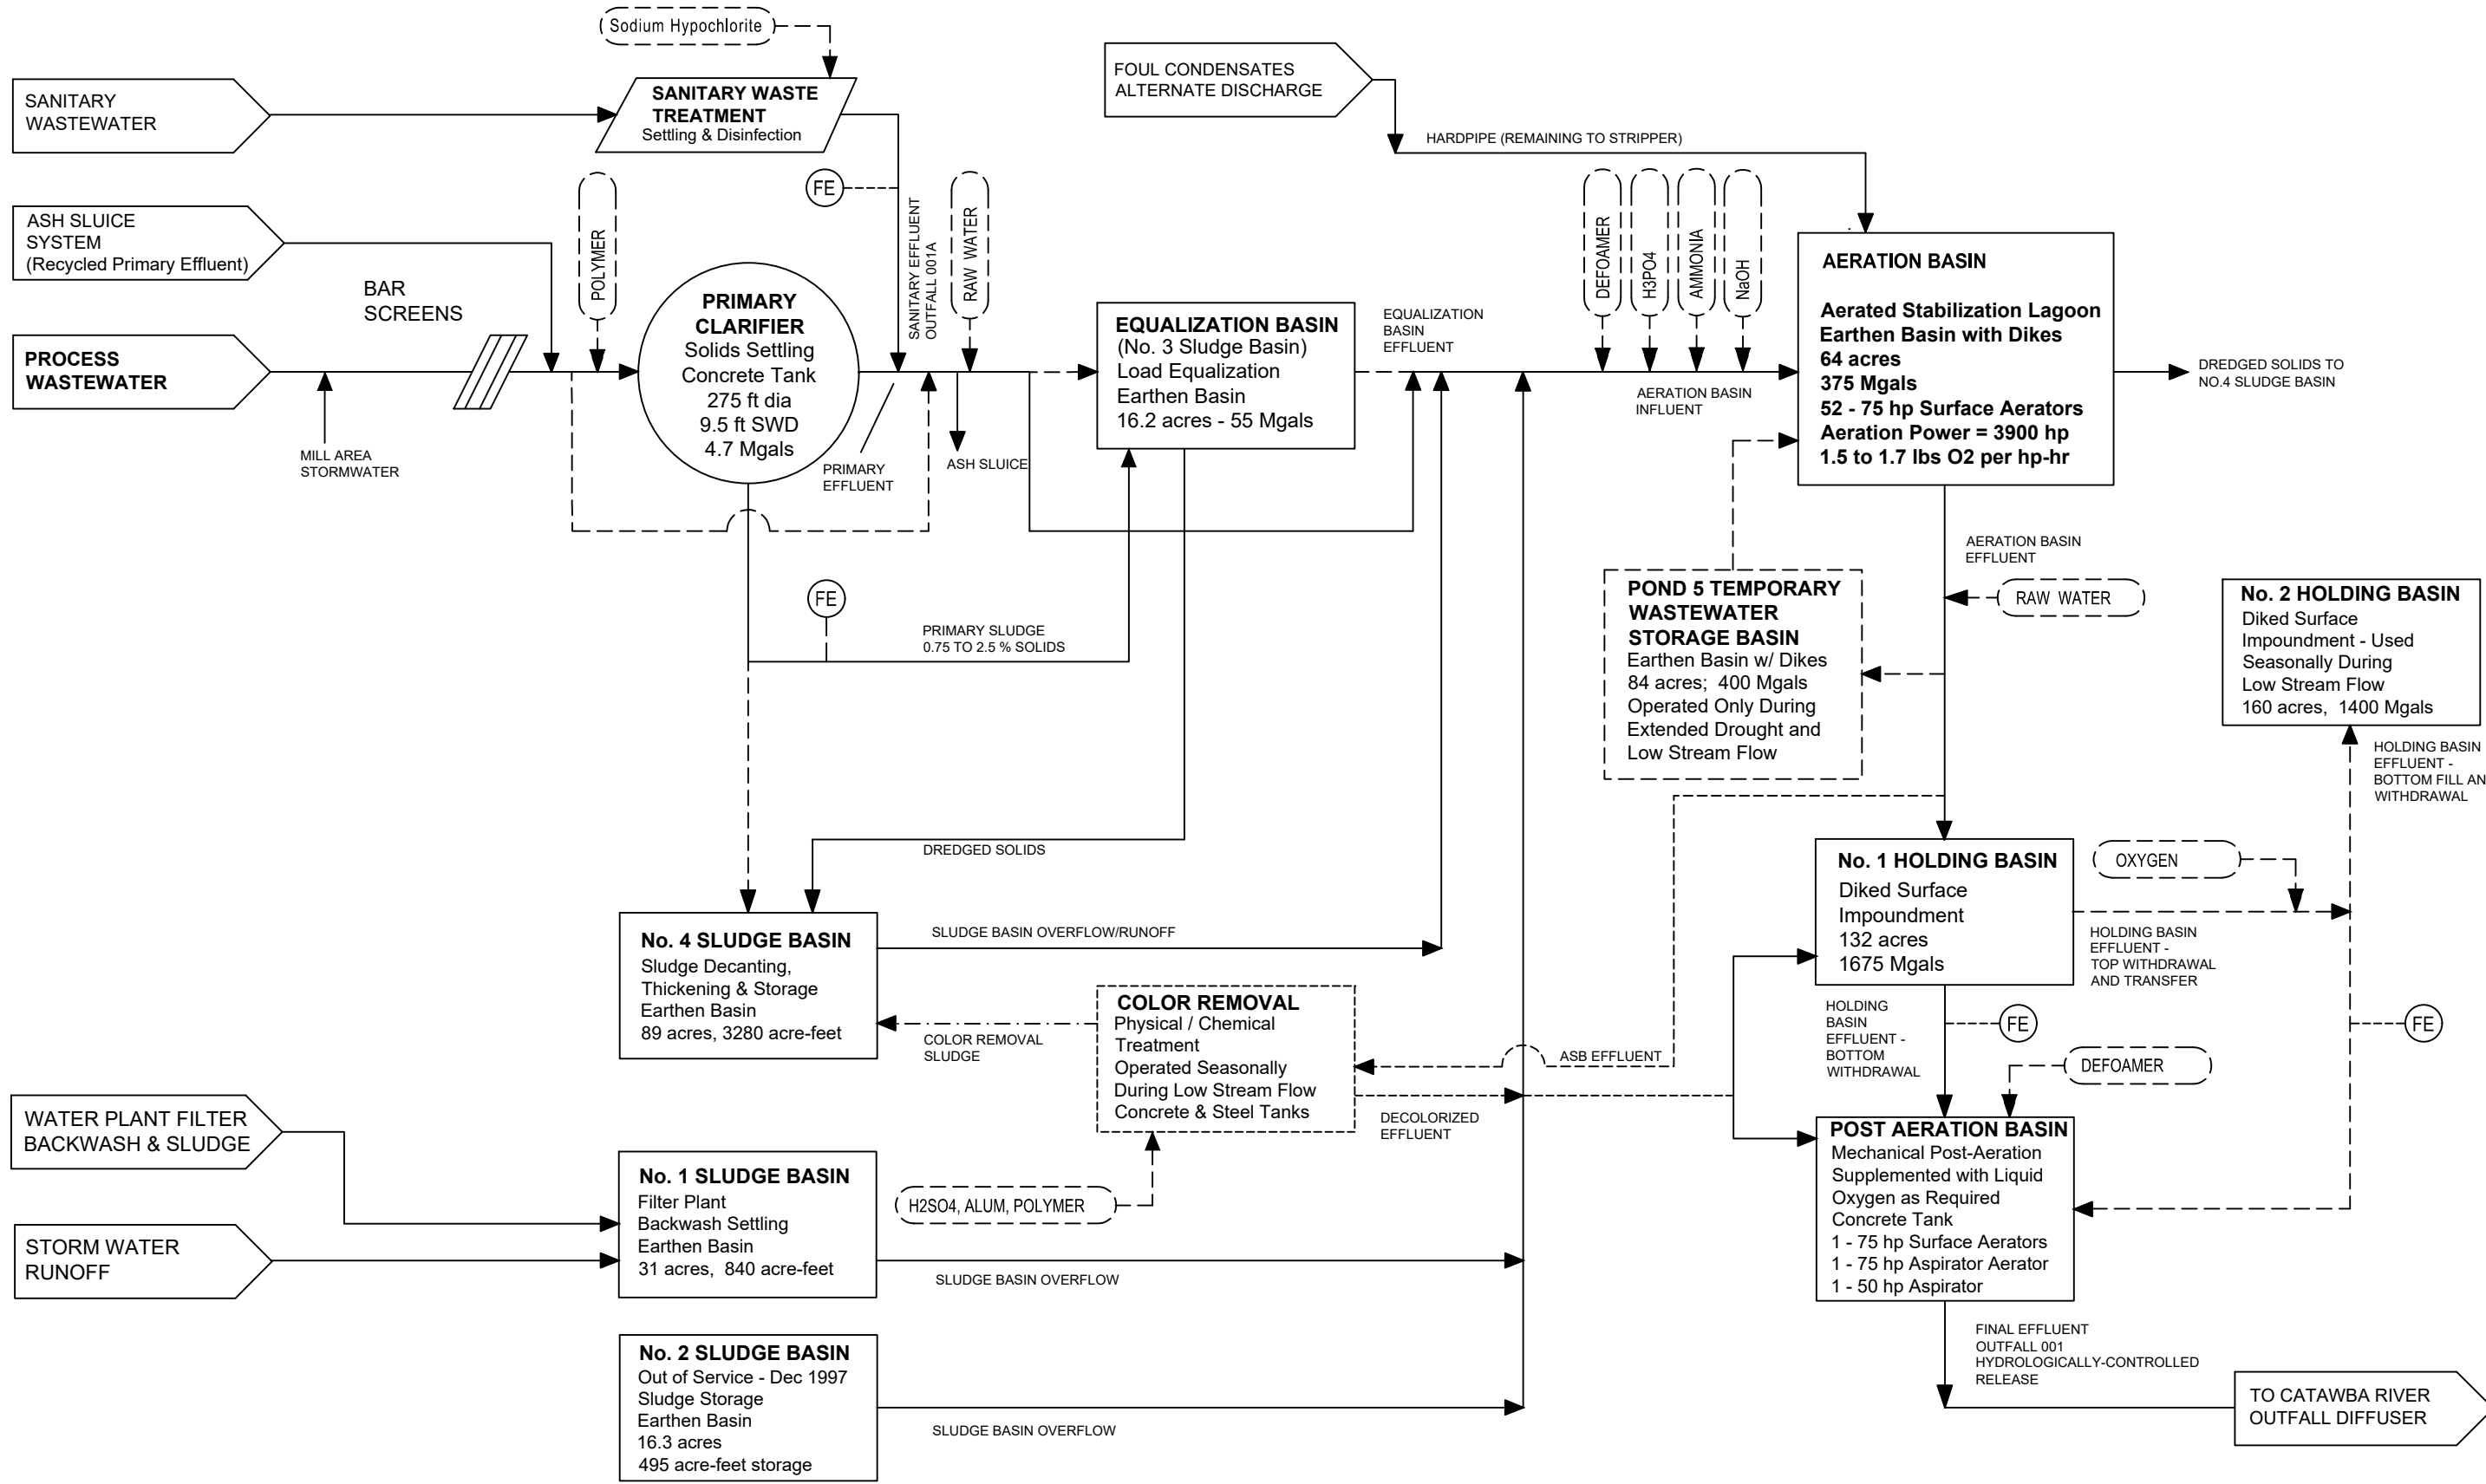 Sodium Hypochlorite
SANITARY
WASTEWATER
SANITARY WASTE
TREATMENT
Settling & Disinfection
FOUL CONDENSATES
ALTERNATE DISCHARGE
HARDPIPE (REMAINING TO STRIPPER)
ASH SLUICE
SYSTEM
(Recycled Primary Effluent)
BAR
SCREENS
POLYMER
FE
SANITARY EFFLUENT
OUTFALL 001A
RAW WATER
PROCESS
WASTEWATER
MILL AREA
STORMWATER
PRIMARY
CLARIFIER
Solids Settling
Concrete Tank
275 ft dia
9.5 ft SWD
4.7 Mgals
PRIMARY
EFFLUENT
ASH SLUICE
EQUALIZATION BASIN
(No. 3 Sludge Basin)
Load Equalization
Earthen Basin
16.2 acres - 55 Mgals
EQUALIZATION
BASIN
EFFLUENT
DEFOAMER
H3PO4
AMMONIA
NaOH
AERATION BASIN
INFLUENT
AERATION BASIN
Aerated Stabilization Lagoon
Earthen Basin with Dikes
64 acres
375 Mgals
52 - 75 hp Surface Aerators
Aeration Power = 3900 hp
1.5 to 1.7 lbs O2 per hp-hr
DREDGED SOLIDS TO
NO.4 SLUDGE BASIN
AERATION BASIN
EFFLUENT
RAW WATER
FE
PRIMARY SLUDGE
0.75 TO 2.5 % SOLIDS
POND 5 TEMPORARY
WASTEWATER
STORAGE BASIN
Earthen Basin w/ Dikes
84 acres; 400 Mgals
Operated Only During
Extended Drought and
Low Stream Flow
No. 2 HOLDING BASIN
Diked Surface
Impoundment - Used
Seasonally During
Low Stream Flow
160 acres, 1400 Mgals
HOLDING BASIN
EFFLUENT -
BOTTOM FILL AN
WITHDRAWAL
DREDGED SOLIDS
No. 1 HOLDING BASIN
Diked Surface
Impoundment
132 acres
1675 Mgals
OXYGEN
HOLDING BASIN
EFFLUENT -
TOP WITHDRAWAL
AND TRANSFER
No. 4 SLUDGE BASIN
Sludge Decanting,
Thickening & Storage
Earthen Basin
89 acres, 3280 acre-feet
SLUDGE BASIN OVERFLOW/RUNOFF
COLOR REMOVAL
SLUDGE
COLOR REMOVAL
Physical / Chemical
Treatment
Operated Seasonally
During Low Stream Flow
Concrete & Steel Tanks
ASB EFFLUENT
DECOLORIZED
EFFLUENT
HOLDING
BASIN
EFFLUENT -
BOTTOM
WITHDRAWAL
FE
FE
DEFOAMER
WATER PLANT FILTER
BACKWASH & SLUDGE
STORM WATER
RUNOFF
No. 1 SLUDGE BASIN
Filter Plant
Backwash Settling
Earthen Basin
31 acres, 840 acre-feet
H2SO4, ALUM, POLYMER
SLUDGE BASIN OVERFLOW
POST AERATION BASIN
Mechanical Post-Aeration
Supplemented with Liquid
Oxygen as Required
Concrete Tank
1 - 75 hp Surface Aerators
1 - 75 hp Aspirator Aerator
1 - 50 hp Aspirator
No. 2 SLUDGE BASIN
Out of Service - Dec 1997
Sludge Storage
Earthen Basin
16.3 acres
495 acre-feet storage
SLUDGE BASIN OVERFLOW
FINAL EFFLUENT
OUTFALL 001
HYDROLOGICALLY-CONTROLLED
RELEASE
TO CATAWBA RIVER
OUTFALL DIFFUSER